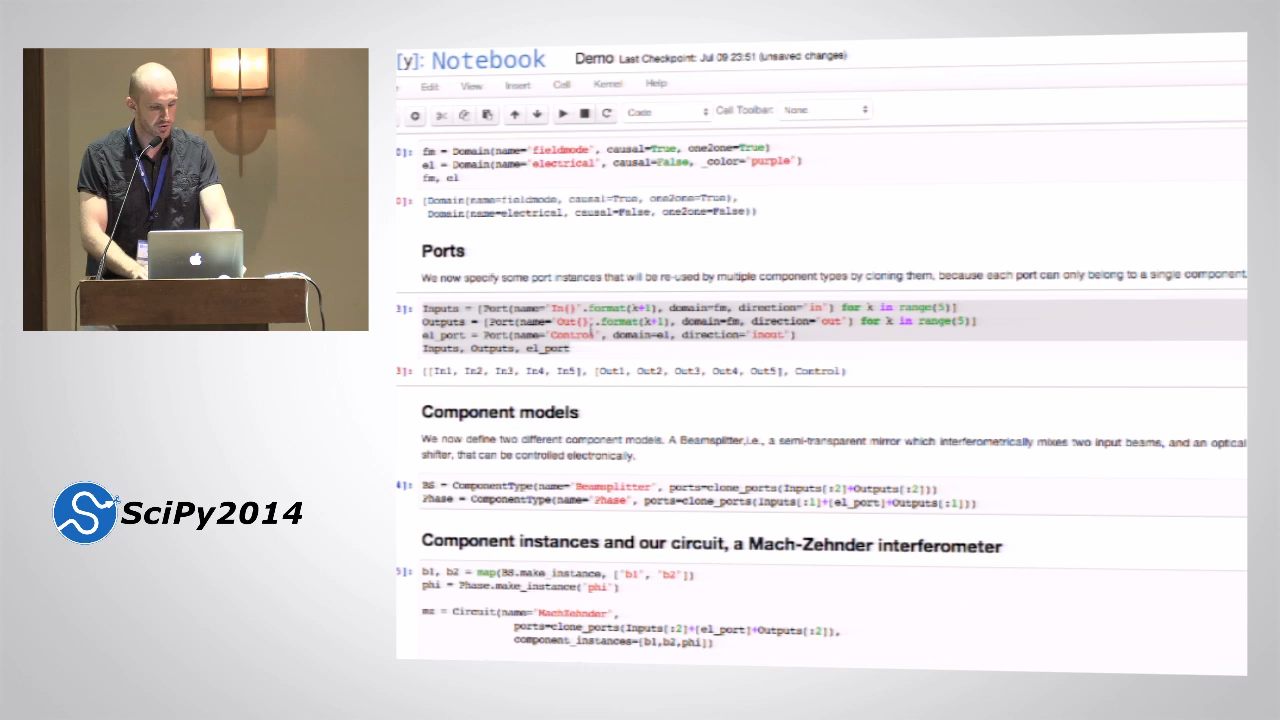 [y]: Notebook Demo Last Checkpoint: Jul 09 23:51 (unsaved changes)
Edit View Insert Cell Kernel Help
Code Cell Toolbar: None
0]: fm = Domain(name="fieldmode", causal=True, one2one=True)
el = Domain(name="electrical", causal=False, _color="purple")
fm, el
0]: (Domain(name=fieldmode, causal=True, one2one=True),
Domain(name=electrical, causal=False, one2one=False))
Ports
We now specify some port instances that will be re-used by multiple component types by cloning them, because each port can only belong to a single component.
3]: Inputs = [Port(name="In{}".format(k+1), domain=fm, direction="in") for k in range(5)]
Outputs = [Port(name="Out{}".format(k+1), domain=fm, direction="out") for k in range(5)]
el_port = Port(name="Control", domain=el, direction="inout")
Inputs, Outputs, el_port
3]: ([In1, In2, In3, In4, In5], [Out1, Out2, Out3, Out4, Out5], Control)
Component models
We now define two different component models. A Beamsplitter,i.e., a semi-transparent mirror which interferometrically mixes two input beams, and an optical
shifter, that can be controlled electronically.
4]: BS = ComponentType(name="Beamsplitter", ports=clone_ports(Inputs[:2]+Outputs[:2]))
Phase = ComponentType(name="Phase", ports=clone_ports(Inputs[:1]+[el_port]+Outputs[:1]))
Component instances and our circuit, a Mach-Zehnder interferometer
5]: b1, b2 = map(BS.make_instance, ["b1", "b2"])
phi = Phase.make_instance("phi")
mz = Circuit(name="MachZehnder",
ports=clone_ports(Inputs[:2]+[el_port]+Outputs[:2]),
component_instances=[b1,b2,phi])
SciPy2014